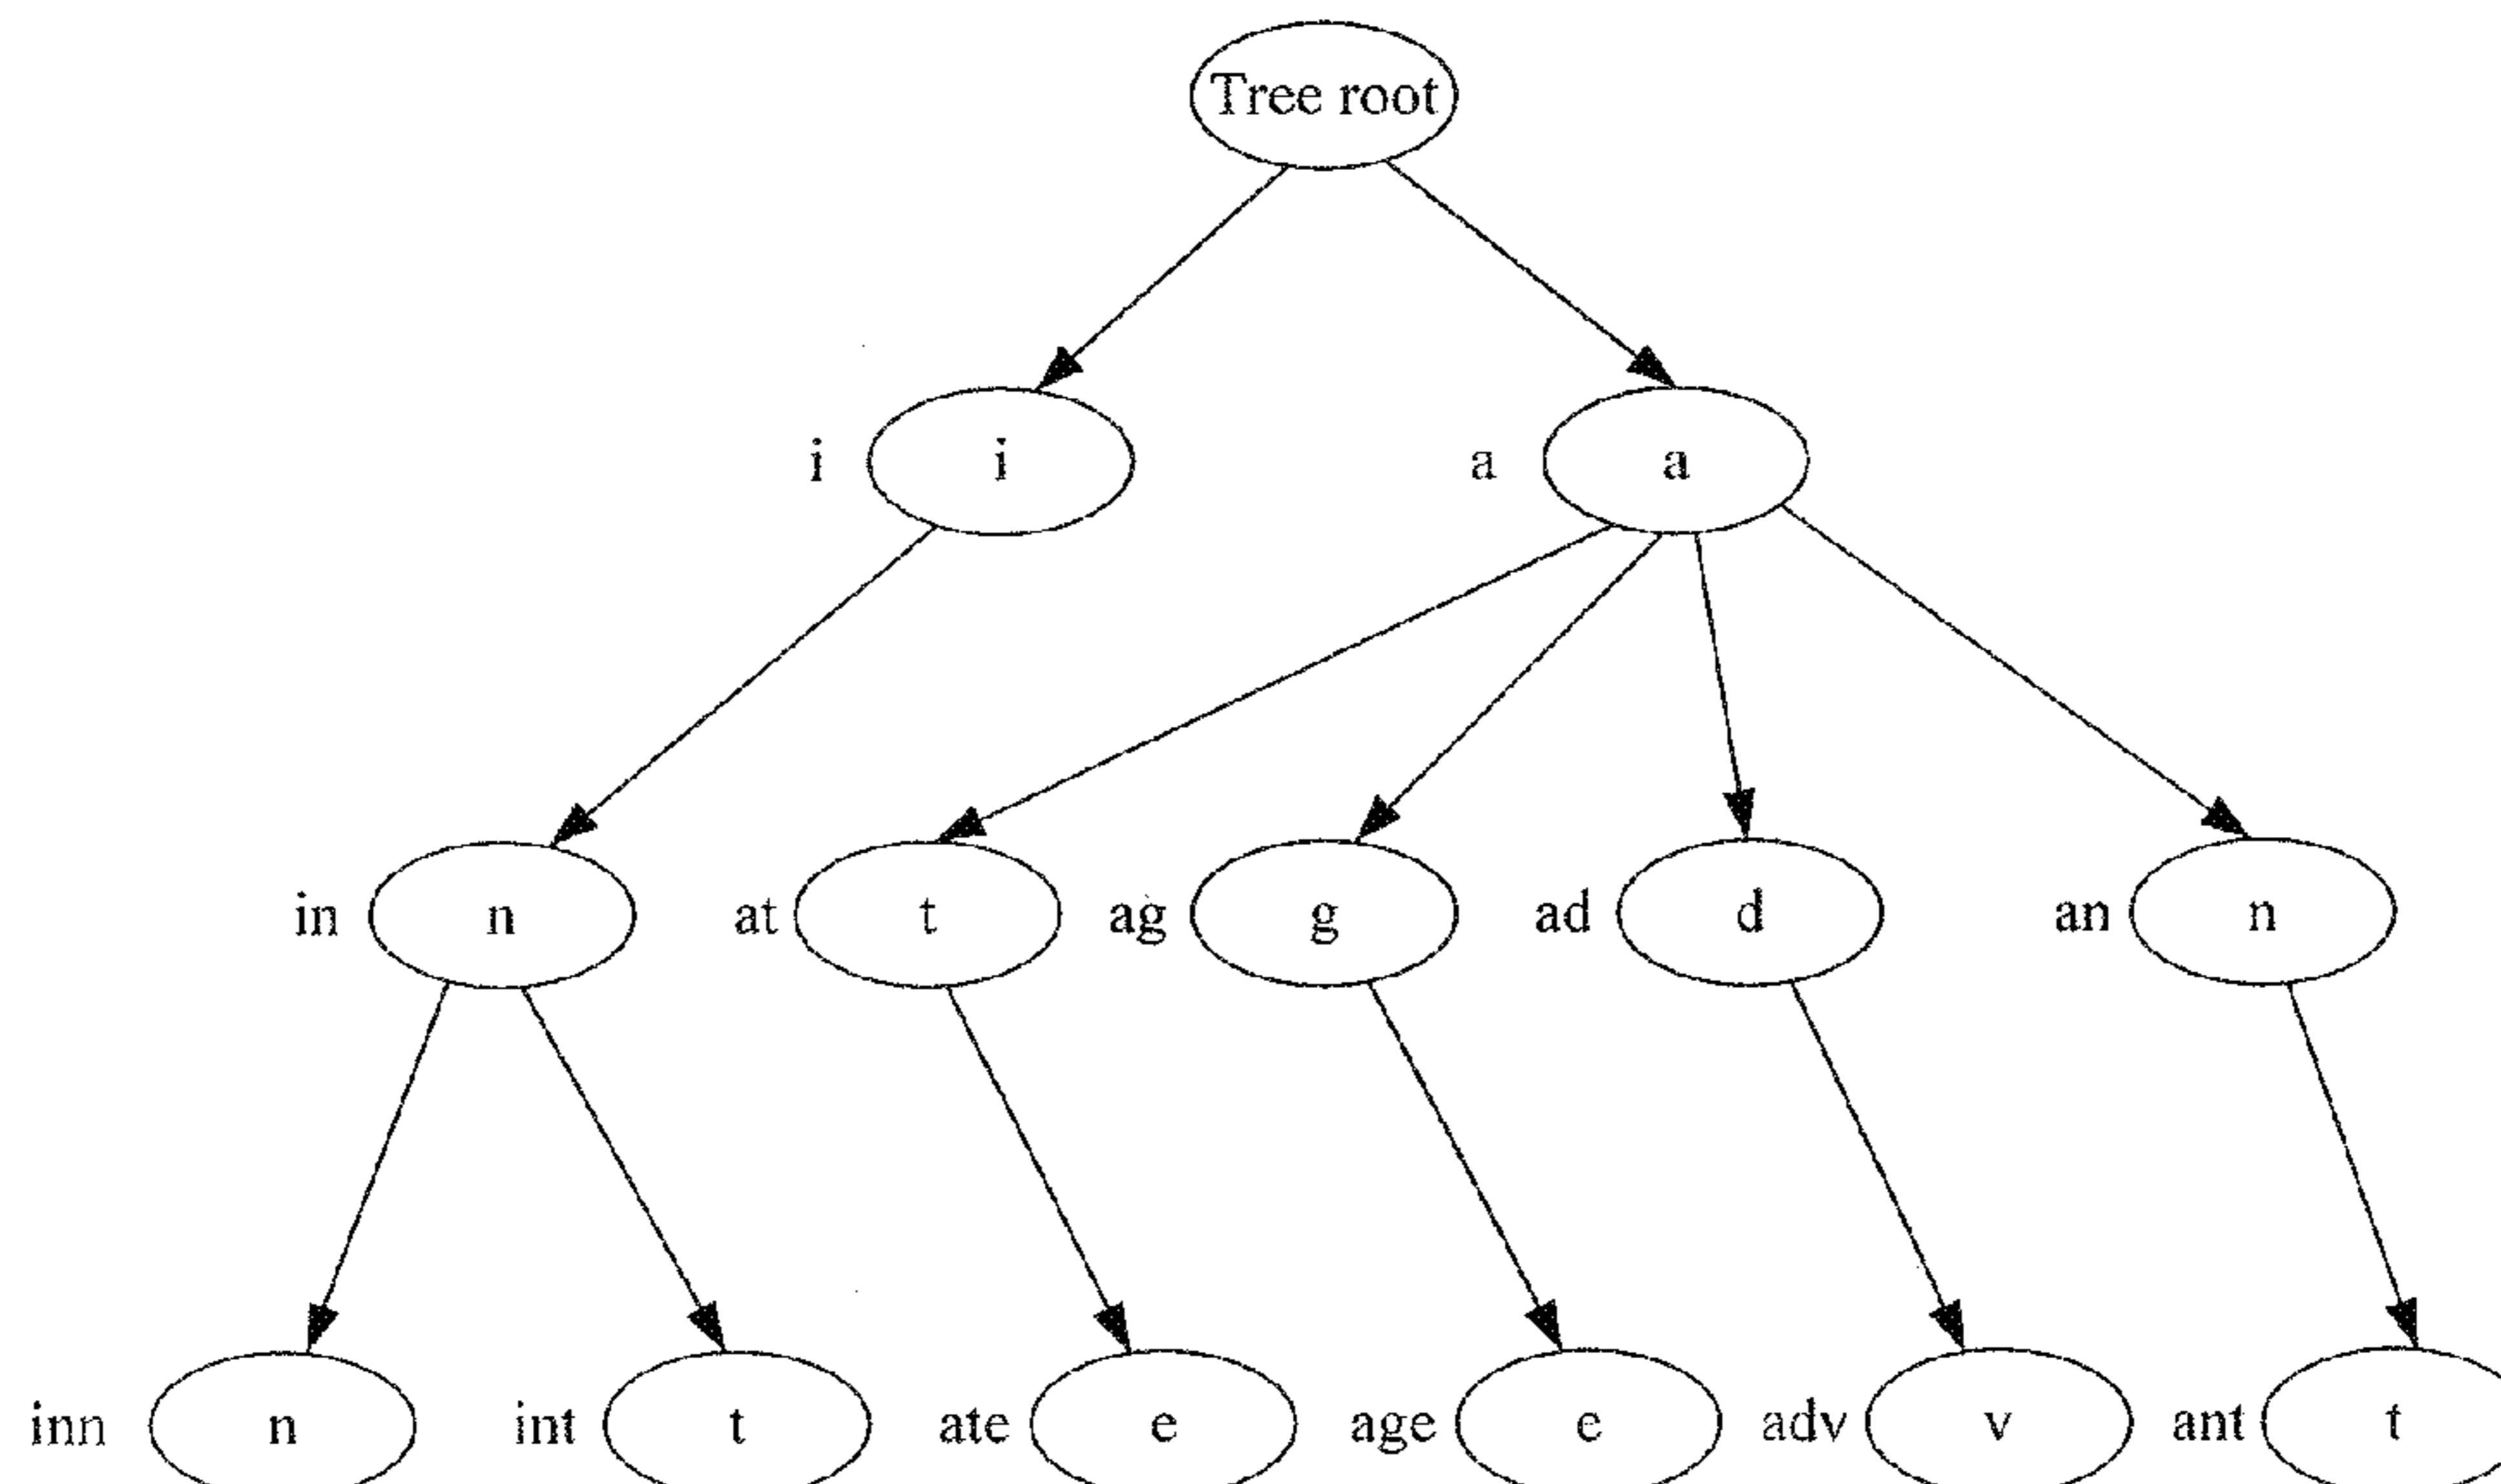 Tree root
i i a a
in n at t ag g ad d an n
inn n int t ate e age e adv v ant t